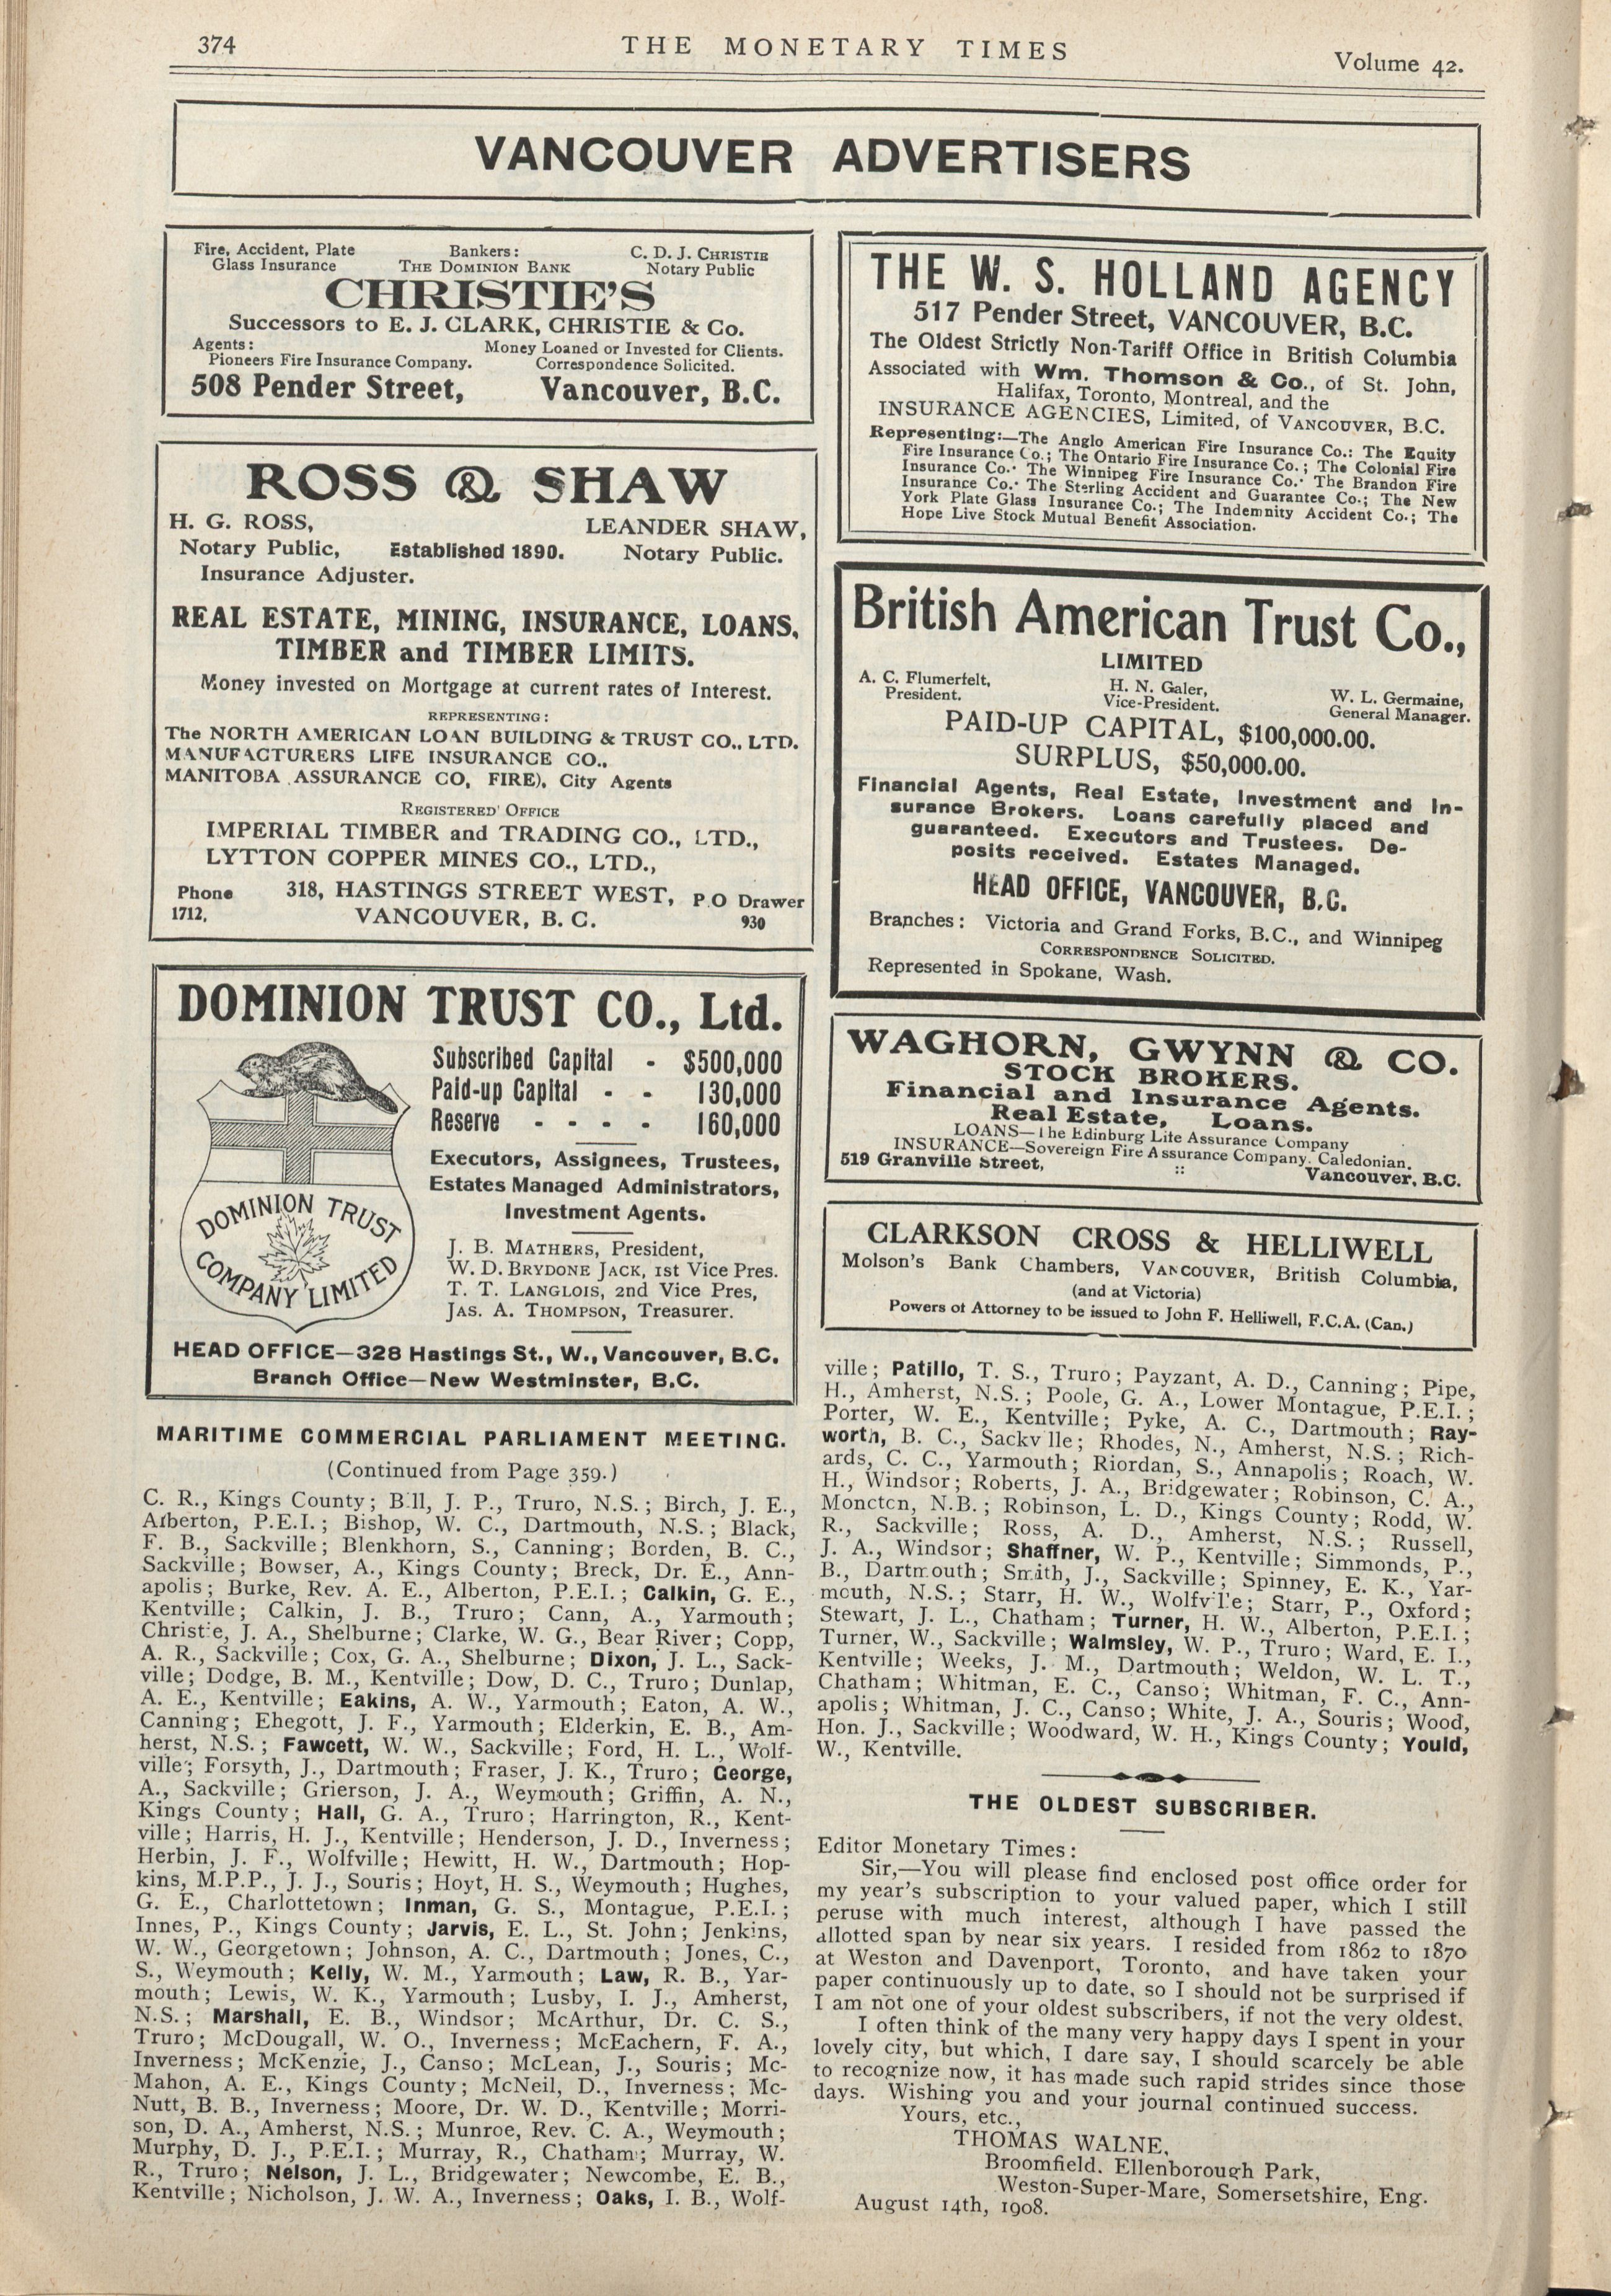 374
THE MONETARY TIMES
Volume 42.
VANCOUVER ADVERTISERS
Fire, Accident, Plate
Glass Insurance
Bankers:
THE DOMINION BANK
C. D. J. CHRISTIE
Notary Public
CHRISTIE'S
Successors to E. J. CLARK, CHRISTIE & Co.
Agents:
Pioneers Fire Insurance Company.
Money Loaned or Invested for Clients.
Correspondence Solicited.
508 Pender Street, Vancouver, B.C.
ROSS & SHAW
H. G. ROSS, LEANDER SHAW,
Notary Public, Established 1890. Notary Public.
Insurance Adjuster.
REAL ESTATE, MINING, INSURANCE, LOANS,
TIMBER and TIMBER LIMITS.
Money invested on Mortgage at current rates of Interest.
REPRESENTING:
The NORTH AMERICAN LOAN BUILDING & TRUST CO., LTD.
MANUFACTURERS LIFE INSURANCE CO.,
MANITOBA ASSURANCE CO, FIRE), City Agents
REGISTERED OFFICE
IMPERIAL TIMBER and TRADING CO., LTD.,
LYTTON COPPER MINES CO., LTD.,
Phone 1712,
318, HASTINGS STREET WEST,
VANCOUVER, B. C.
P.O Drawer 930
DOMINION TRUST CO., Ltd.
Subscribed Capital - $500,000
Paid-up Capital - - 130,000
Reserve - - - - 160,000
Executors, Assignees, Trustees,
Estates Managed Administrators,
Investment Agents.
DOMINION TRUST
COMPANY LIMITED
J. B. MATHERS, President,
W. D. BRYDONE JACK, 1st Vice Pres.
T. T. LANGLOIS, 2nd Vice Pres,
JAS. A. THOMPSON, Treasurer.
HEAD OFFICE—328 Hastings St., W., Vancouver, B.C.
Branch Office—New Westminster, B.C.
THE W. S. HOLLAND AGENCY
517 Pender Street, VANCOUVER, B.C.
The Oldest Strictly Non-Tariff Office in British Columbia
Associated with Wm. Thomson & Co., of St. John,
Halifax, Toronto, Montreal, and the
INSURANCE AGENCIES, Limited, of VANCOUVER, B.C.
Representing:—The Anglo American Fire Insurance Co.: The Equity
Fire Insurance Co.; The Ontario Fire Insurance Co.; The Colonial Fire
Insurance Co.· The Winnipeg Fire Insurance Co.· The Brandon Fire
Insurance Co.· The Sterling Accident and Guarantee Co.; The New
York Plate Glass Insurance Co.; The Indemnity Accident Co.; The
Hope Live Stock Mutual Benefit Association.
British American Trust Co.,
LIMITED
A. C. Flumerfelt,
President.
H. N. Galer,
Vice-President.
W. L. Germaine,
General Manager.
PAID-UP CAPITAL, $100,000.00.
SURPLUS, $50,000.00.
Financial Agents, Real Estate, Investment and In-
surance Brokers. Loans carefully placed and
guaranteed. Executors and Trustees. De-
posits received. Estates Managed.
HEAD OFFICE, VANCOUVER, B.C.
Branches: Victoria and Grand Forks, B.C., and Winnipeg
CORRESPONDENCE SOLICITED.
Represented in Spokane, Wash.
WAGHORN, GWYNN & CO.
STOCK BROKERS.
Financial and Insurance Agents.
Real Estate, Loans.
LOANS—The Edinburg Life Assurance Company
INSURANCE—Sovereign Fire Assurance Company. Caledonian.
519 Granville Street, :: Vancouver, B.C.
CLARKSON CROSS & HELLIWELL
Molson's Bank Chambers, VANCOUVER, British Columbia,
(and at Victoria)
Powers of Attorney to be issued to John F. Helliwell, F.C.A. (Can.)
MARITIME COMMERCIAL PARLIAMENT MEETING.
(Continued from Page 359.)
C. R., Kings County; Bill, J. P., Truro, N.S.; Birch, J. E.,
Alberton, P.E.I.; Bishop, W. C., Dartmouth, N.S.; Black,
F. B., Sackville; Blenkhorn, S., Canning; Borden, B. C.,
Sackville; Bowser, A., Kings County; Breck, Dr. E., Ann-
apolis; Burke, Rev. A. E., Alberton, P.E.I.; Calkin, G. E.,
Kentville; Calkin, J. B., Truro; Cann, A., Yarmouth;
Christie, J. A., Shelburne; Clarke, W. G., Bear River; Copp,
A. R., Sackville; Cox, G. A., Shelburne; Dixon, J. L., Sack-
ville; Dodge, B. M., Kentville; Dow, D. C., Truro; Dunlap,
A. E., Kentville; Eakins, A. W., Yarmouth; Eaton, A. W.,
Canning; Ehegott, J. F., Yarmouth; Elderkin, E. B., Am-
herst, N.S.; Fawcett, W. W., Sackville; Ford, H. L., Wolf-
ville; Forsyth, J., Dartmouth; Fraser, J. K., Truro; George,
A., Sackville; Grierson, J. A., Weymouth; Griffin, A. N.,
Kings County; Hall, G. A., Truro; Harrington, R., Kent-
ville; Harris, H. J., Kentville; Henderson, J. D., Inverness;
Herbin, J. F., Wolfville; Hewitt, H. W., Dartmouth; Hop-
kins, M.P.P., J. J., Souris; Hoyt, H. S., Weymouth; Hughes,
G. E., Charlottetown; Inman, G. S., Montague, P.E.I.;
Innes, P., Kings County; Jarvis, E. L., St. John; Jenkins,
W. W., Georgetown; Johnson, A. C., Dartmouth; Jones, C.,
S., Weymouth; Kelly, W. M., Yarmouth; Law, R. B., Yar-
mouth; Lewis, W. K., Yarmouth; Lusby, I. J., Amherst,
N.S.; Marshall, E. B., Windsor; McArthur, Dr. C. S.,
Truro; McDougall, W. O., Inverness; McEachern, F. A.,
Inverness; McKenzie, J., Canso; McLean, J., Souris; Mc-
Mahon, A. E., Kings County; McNeil, D., Inverness; Mc-
Nutt, B. B., Inverness; Moore, Dr. W. D., Kentville; Morri-
son, D. A., Amherst, N.S.; Munroe, Rev. C. A., Weymouth;
Murphy, D. J., P.E.I.; Murray, R., Chatham; Murray, W.
R., Truro; Nelson, J. L., Bridgewater; Newcombe, E. B.,
Kentville; Nicholson, J. W. A., Inverness; Oaks, I. B., Wolf-
ville; Patillo, T. S., Truro; Payzant, A. D., Canning; Pipe,
H., Amherst, N.S.; Poole, G. A., Lower Montague, P.E.I.;
Porter, W. E., Kentville; Pyke, A. C., Dartmouth; Ray-
worth, B. C., Sackville; Rhodes, N., Amherst, N.S.; Rich-
ards, C. C., Yarmouth; Riordan, S., Annapolis; Roach, W.
H., Windsor; Roberts, J. A., Bridgewater; Robinson, C. A.,
Moncton, N.B.; Robinson, L. D., Kings County; Rodd, W.
R., Sackville; Ross, A. D., Amherst, N.S.; Russell,
J. A., Windsor; Shaffner, W. P., Kentville; Simmonds, P.,
B., Dartmouth; Smith, J., Sackville; Spinney, E. K., Yar-
mouth, N.S.; Starr, H. W., Wolfville; Starr, P., Oxford;
Stewart, J. L., Chatham; Turner, H. W., Alberton, P.E.I.;
Turner, W., Sackville; Walmsley, W. P., Truro; Ward, E. I.,
Kentville; Weeks, J. M., Dartmouth; Weldon, W. L. T.,
Chatham; Whitman, E. C., Canso; Whitman, F. C., Ann-
apolis; Whitman, J. C., Canso; White, J. A., Souris; Wood,
Hon. J., Sackville; Woodward, W. H., Kings County; Yould,
W., Kentville.
THE OLDEST SUBSCRIBER.
Editor Monetary Times:
Sir,—You will please find enclosed post office order for
my year's subscription to your valued paper, which I still
peruse with much interest, although I have passed the
allotted span by near six years. I resided from 1862 to 1870
at Weston and Davenport, Toronto, and have taken your
paper continuously up to date, so I should not be surprised if
I am not one of your oldest subscribers, if not the very oldest.
I often think of the many very happy days I spent in your
lovely city, but which, I dare say, I should scarcely be able
to recognize now, it has made such rapid strides since those
days. Wishing you and your journal continued success.
Yours, etc.,
THOMAS WALNE,
Broomfield. Ellenborough Park,
Weston-Super-Mare, Somersetshire, Eng.
August 14th, 1908.